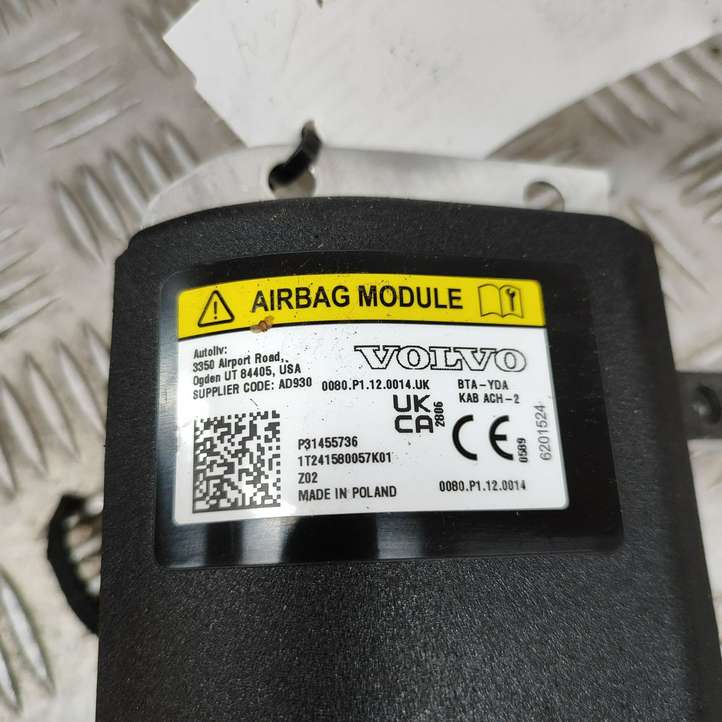 AIRBAG MODULE
Autoliv:
3350 Airport Road,.
Ogden UT 84405, USA
SUPPLIER CODE: AD930
VOLVO
0080.P1.12.0014.UK
BTA-YDA
KAB ACH-2
UK
CA
2806
CE
0589
6201524
P31455736
1T241580057K01
Z02
MADE IN POLAND
0080.P1.12.0014